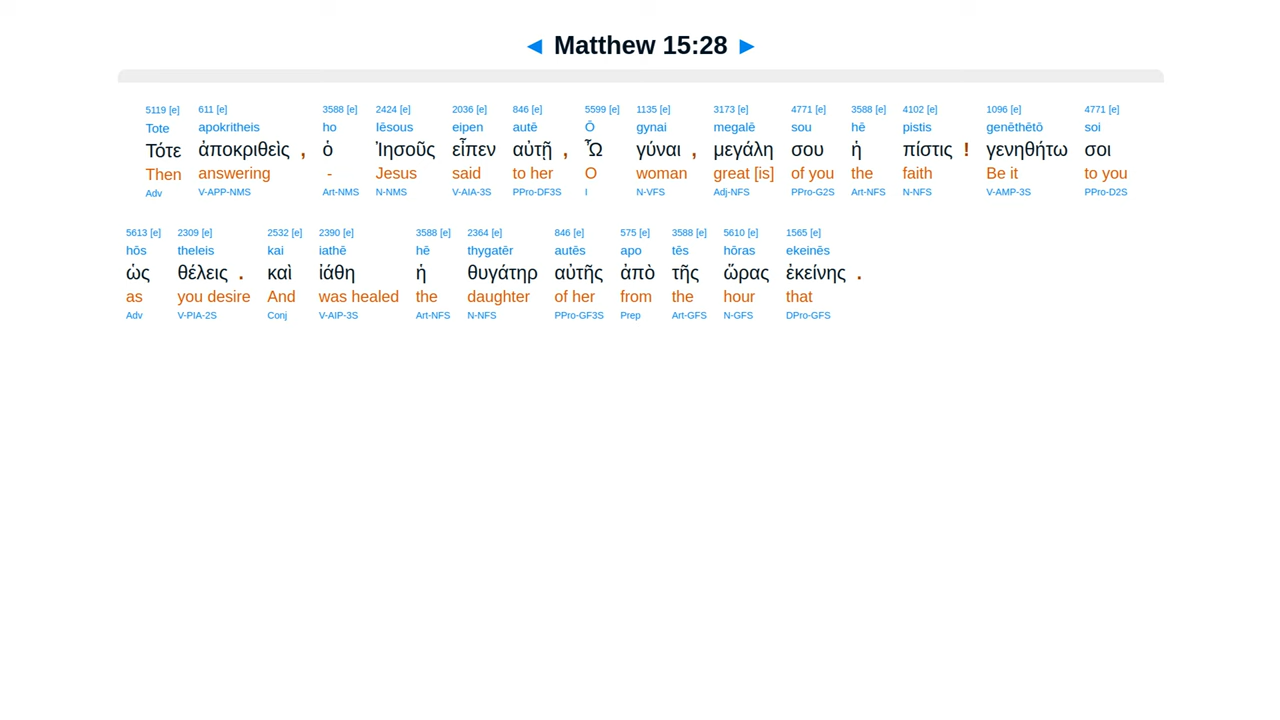 ◄ Matthew 15:28 ►
5119 [e] 611 [e] 3588 [e] 2424 [e] 2036 [e] 846 [e] 5599 [e] 1135 [e] 3173 [e] 4771 [e] 3588 [e] 4102 [e] 1096 [e] 4771 [e]
Tote apokritheis ho Iēsous eipen autē Ō gynai megalē sou hē pistis genēthētō soi
Τότε ἀποκριθεὶς , ὁ Ἰησοῦς εἶπεν αὐτῇ , Ὦ γύναι , μεγάλη σου ἡ πίστις ! γενηθήτω σοι
Then answering - Jesus said to her O woman great [is] of you the faith Be it to you
Adv V-APP-NMS Art-NMS N-NMS V-AIA-3S PPro-DF3S I N-VFS Adj-NFS PPro-G2S Art-NFS N-NFS V-AMP-3S PPro-D2S
5613 [e] 2309 [e] 2532 [e] 2390 [e] 3588 [e] 2364 [e] 846 [e] 575 [e] 3588 [e] 5610 [e] 1565 [e]
hōs theleis kai iathē hē thygatēr autēs apo tēs hōras ekeinēs
ὡς θέλεις . καὶ ἰάθη ἡ θυγάτηρ αὐτῆς ἀπὸ τῆς ὥρας ἐκείνης .
as you desire And was healed the daughter of her from the hour that
Adv V-PIA-2S Conj V-AIP-3S Art-NFS N-NFS PPro-GF3S Prep Art-GFS N-GFS DPro-GFS